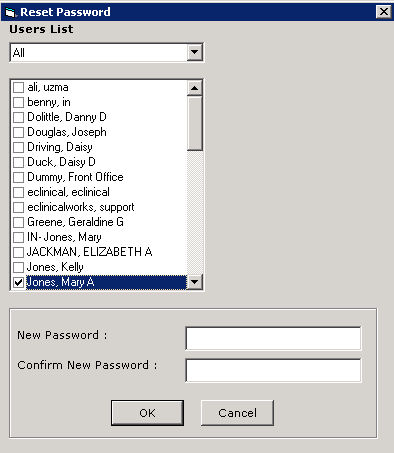 Reset Password
Users List
All
ali, uzma
benny, in
Dolittle, Danny D
Douglas, Joseph
Driving, Daisy
Duck, Daisy D
Dummy, Front Office
eclinical, eclinical
eclinicalworks, support
Greene, Geraldine G
IN- Jones, Mary
JACKMAN, ELIZABETH A
Jones, Kelly
Jones, Mary A
New Password :
Confirm New Password :
OK Cancel